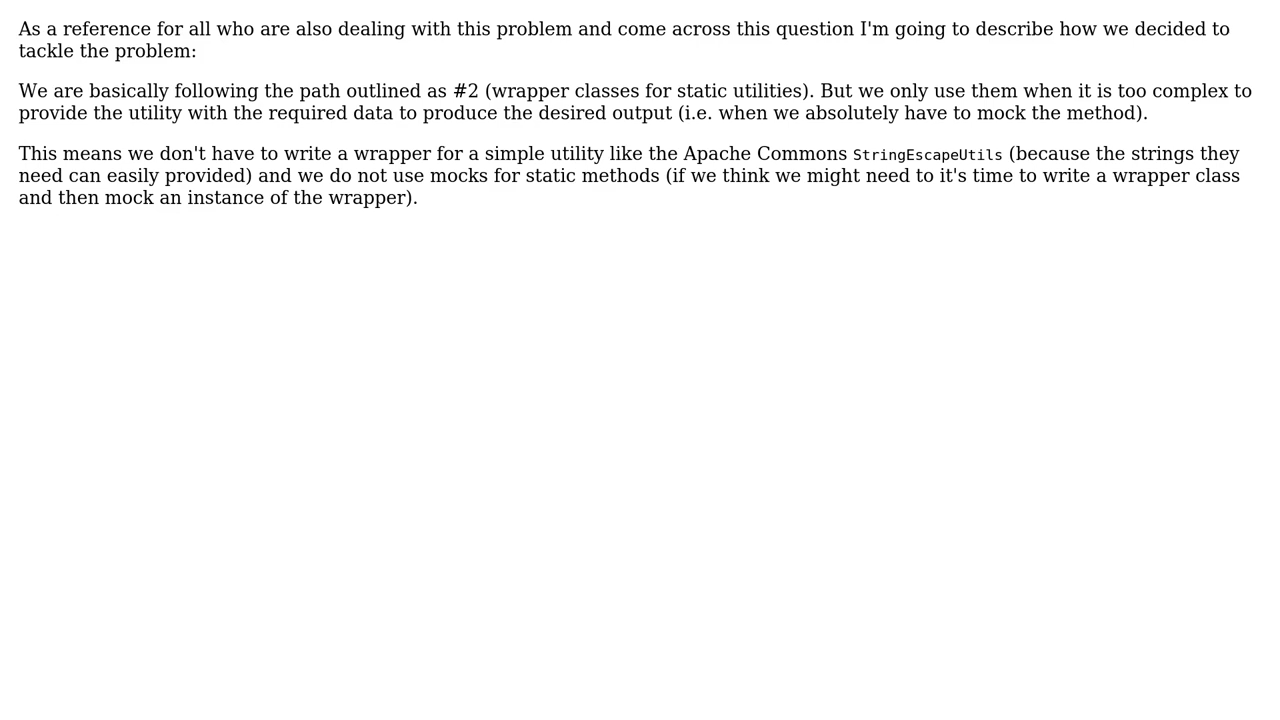 As a reference for all who are also dealing with this problem and come across this question I'm going to describe how we decided to
tackle the problem:
We are basically following the path outlined as #2 (wrapper classes for static utilities). But we only use them when it is too complex to
provide the utility with the required data to produce the desired output (i.e. when we absolutely have to mock the method).
This means we don't have to write a wrapper for a simple utility like the Apache Commons StringEscapeUtils (because the strings they
need can easily provided) and we do not use mocks for static methods (if we think we might need to it's time to write a wrapper class
and then mock an instance of the wrapper).